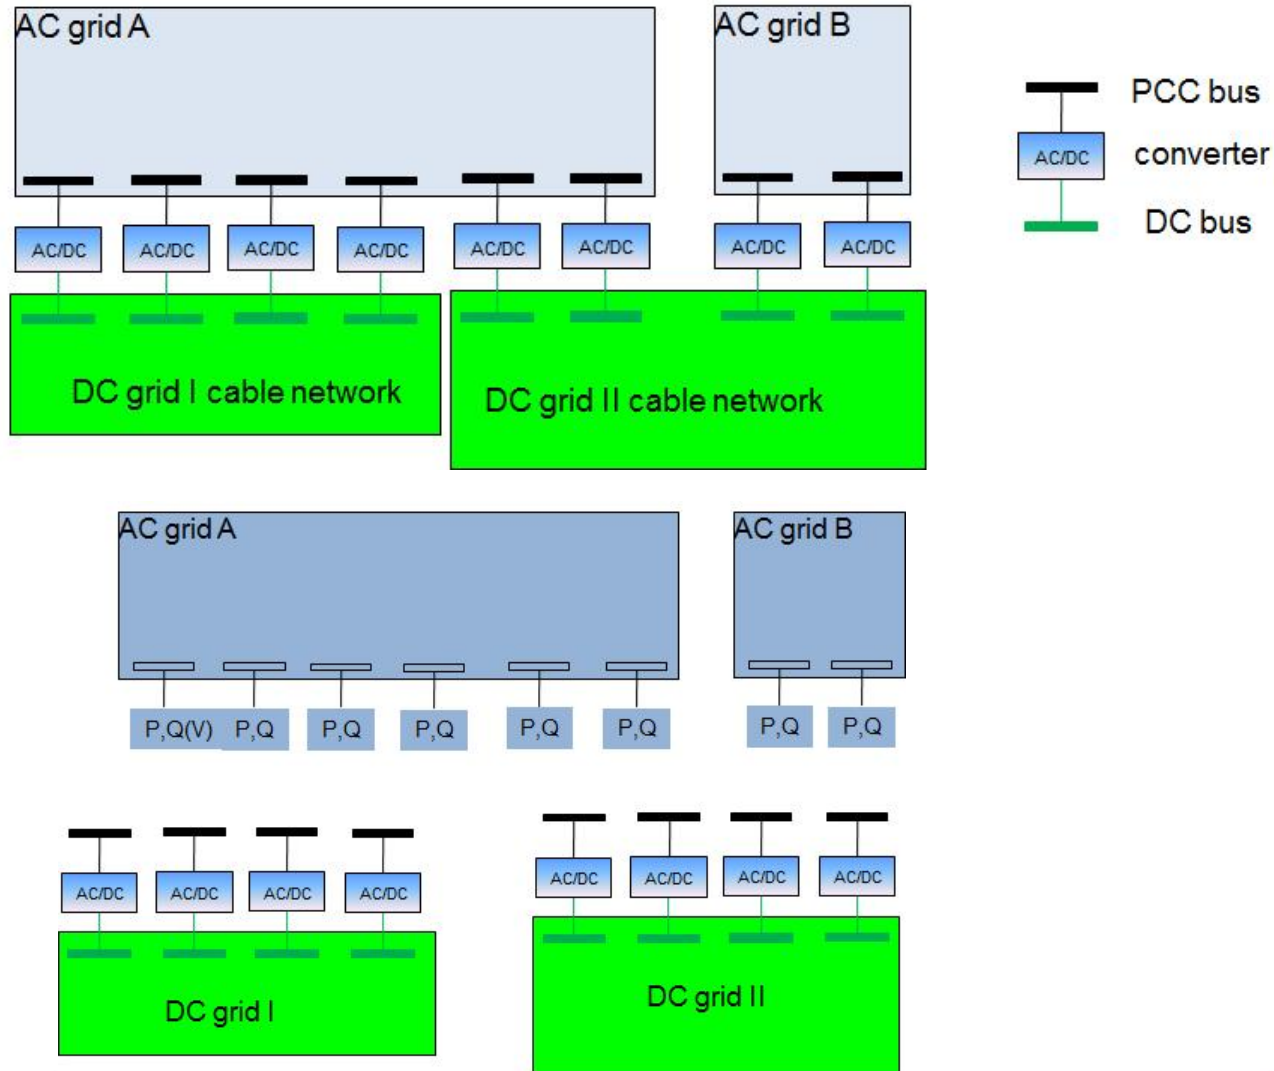 AC grid A
AC grid B
PCC bus
AC/DC
converter
DC bus
AC/DC
AC/DC
AC/DC
AC/DC
AC/DC
AC/DC
AC/DC
AC/DC
DC grid I cable network
DC grid II cable network
AC grid A
AC grid B
P,Q(V)
P,Q
P,Q
P,Q
P,Q
P,Q
P,Q
P,Q
AC/DC
AC/DC
AC/DC
AC/DC
AC/DC
AC/DC
AC/DC
AC/DC
DC grid I
DC grid II